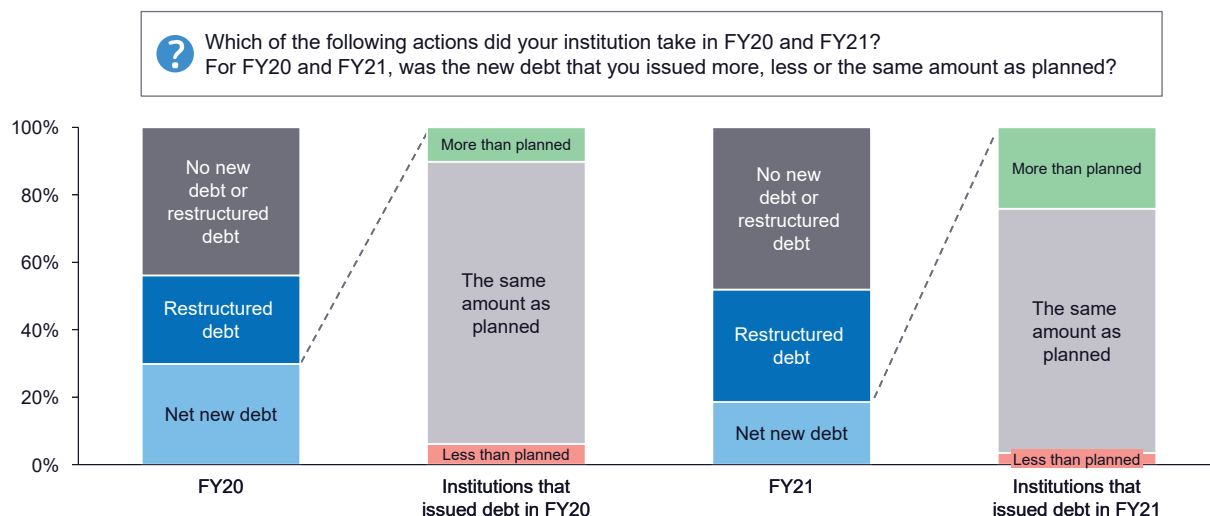 ?
Which of the following actions did your institution take in FY20 and FY21?
For FY20 and FY21, was the new debt that you issued more, less or the same amount as planned?
100%
80%
60%
40%
20%
0%
No new
debt or
restructured
debt
Restructured
debt
Net new debt
FY20
More than planned
The same
amount as
planned
Less than planned
Institutions that
issued debt in FY20
No new
debt or
restructured
debt
Restructured
debt
Net new debt
FY21
More than planned
The same
amount as
planned
Less than planned
Institutions that
issued debt in FY21